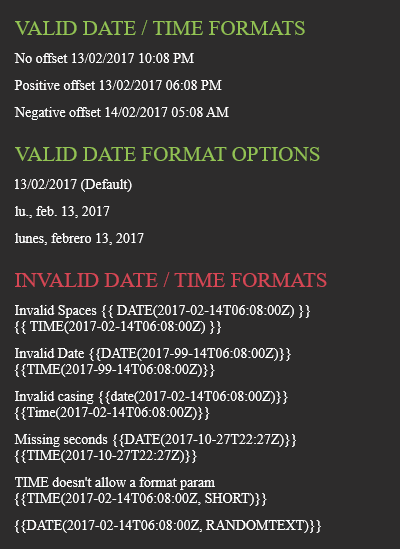 VALID DATE / TIME FORMATS
No offset 13/02/2017 10:08 PM
Positive offset 13/02/2017 06:08 PM
Negative offset 14/02/2017 05:08 AM
VALID DATE FORMAT OPTIONS
13/02/2017 (Default)
lu., feb. 13, 2017
lunes, febrero 13, 2017
INVALID DATE / TIME FORMATS
Invalid Spaces {{ DATE(2017-02-14T06:08:00Z) }}
{{ TIME(2017-02-14T06:08:00Z) }}
Invalid Date {{DATE(2017-99-14T06:08:00Z)}}
{{TIME(2017-99-14T06:08:00Z)}}
Invalid casing {{date(2017-02-14T06:08:00Z)}}
{{Time(2017-02-14T06:08:00Z)}}
Missing seconds {{DATE(2017-10-27T22:27Z)}}
{{TIME(2017-10-27T22:27Z)}}
TIME doesn't allow a format param
{{TIME(2017-02-14T06:08:00Z, SHORT)}}
{{DATE(2017-02-14T06:08:00Z, RANDOMTEXT)}}